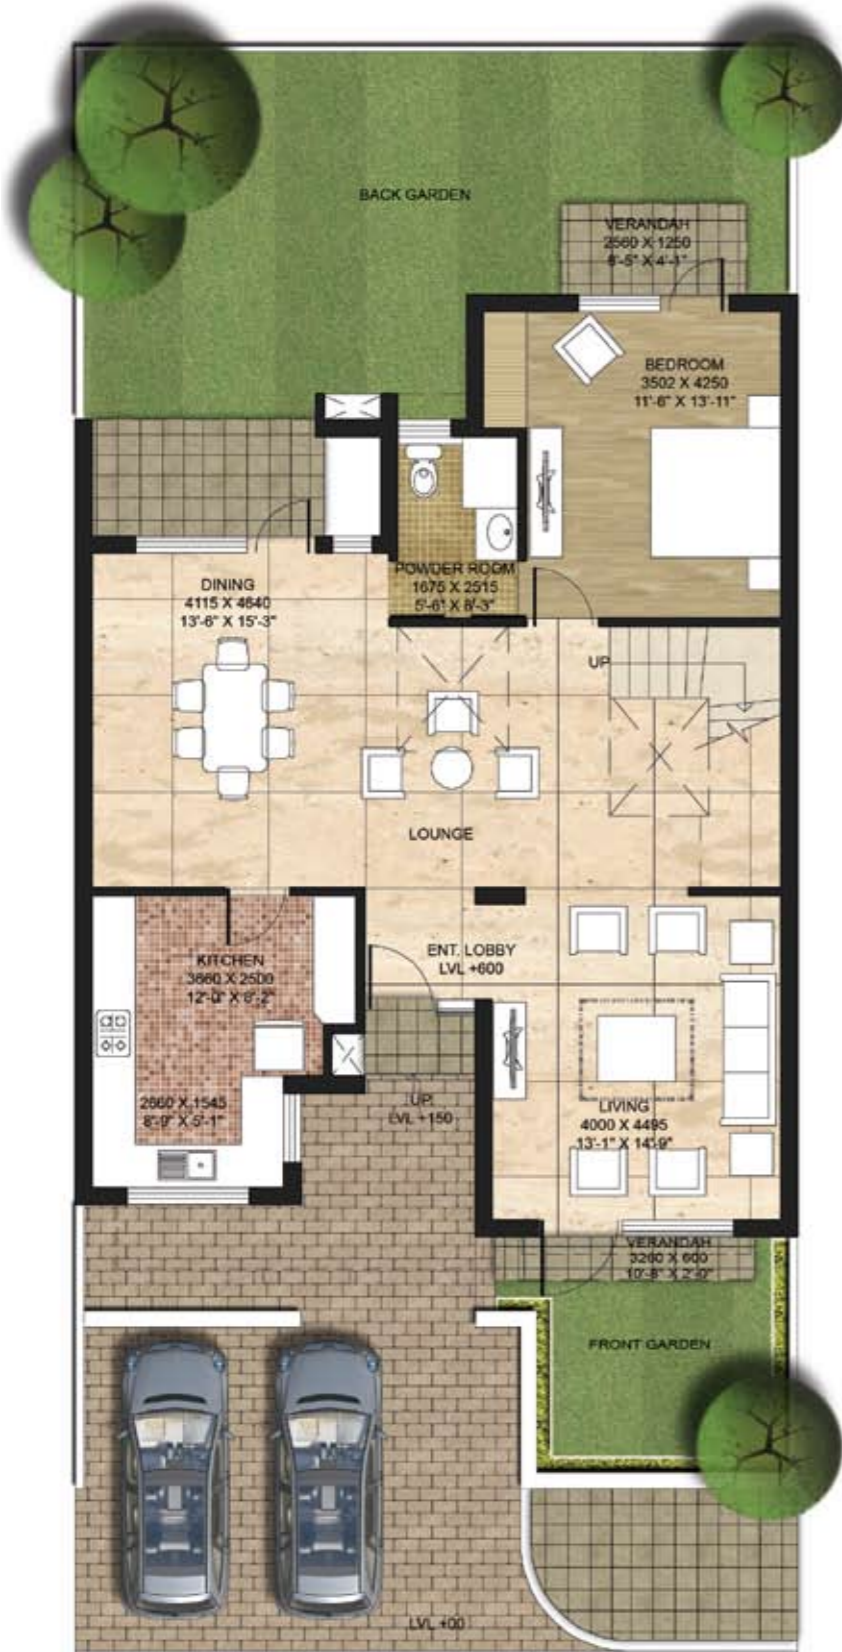 BACK GARDEN
VERANDAH
2560 X 1250
8'-5" X 4'-1"
BEDROOM
3502 X 4250
11'-6" X 13'-11"
POWDER ROOM
1675 X 2515
5'-6" X 8'-3"
DINING
4115 X 4640
13'-6" X 15'-3"
UP
LOUNGE
ENT. LOBBY
LVL +600
KITCHEN
3660 X 2500
12'-0" X 8'-2"
2660 X 1545
8'-9" X 5'-1"
UP
LVL +150
LIVING
4000 X 4495
13'-1" X 14'-9"
VERANDAH
3260 X 600
10'-8" X 2'-0"
FRONT GARDEN
LVL +00